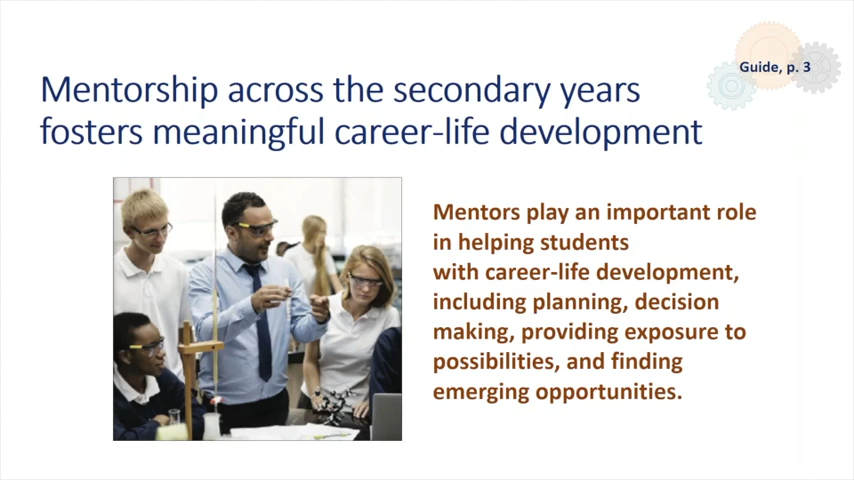 Guide, p. 3
Mentorship across the secondary years
fosters meaningful career-life development
Mentors play an important role
in helping students
with career-life development,
including planning, decision
making, providing exposure to
possibilities, and finding
emerging opportunities.